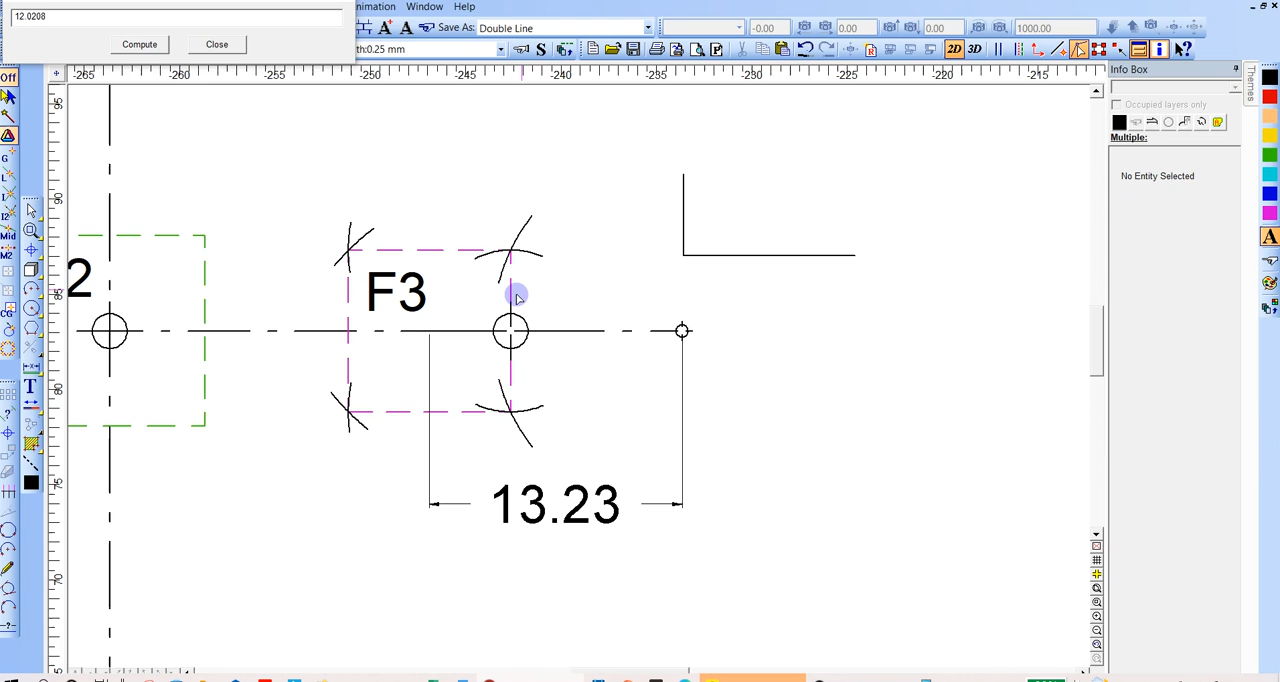 12.0208
Compute
Close
nimation Window Help
Save As: Double Line
-0.00 0.00 0.00 0.00 1000.00
th:0.25 mm
2D 3D
Off
-265 -260 -250 -245 -240 -235 -230 -225 -220 -215
Info Box
Occupied layers only
Multiple:
No Entity Selected
Themes
G
L
I
I2
Mid
M2
CG
T
95
90
85
80
75
70
2
F3
13.23